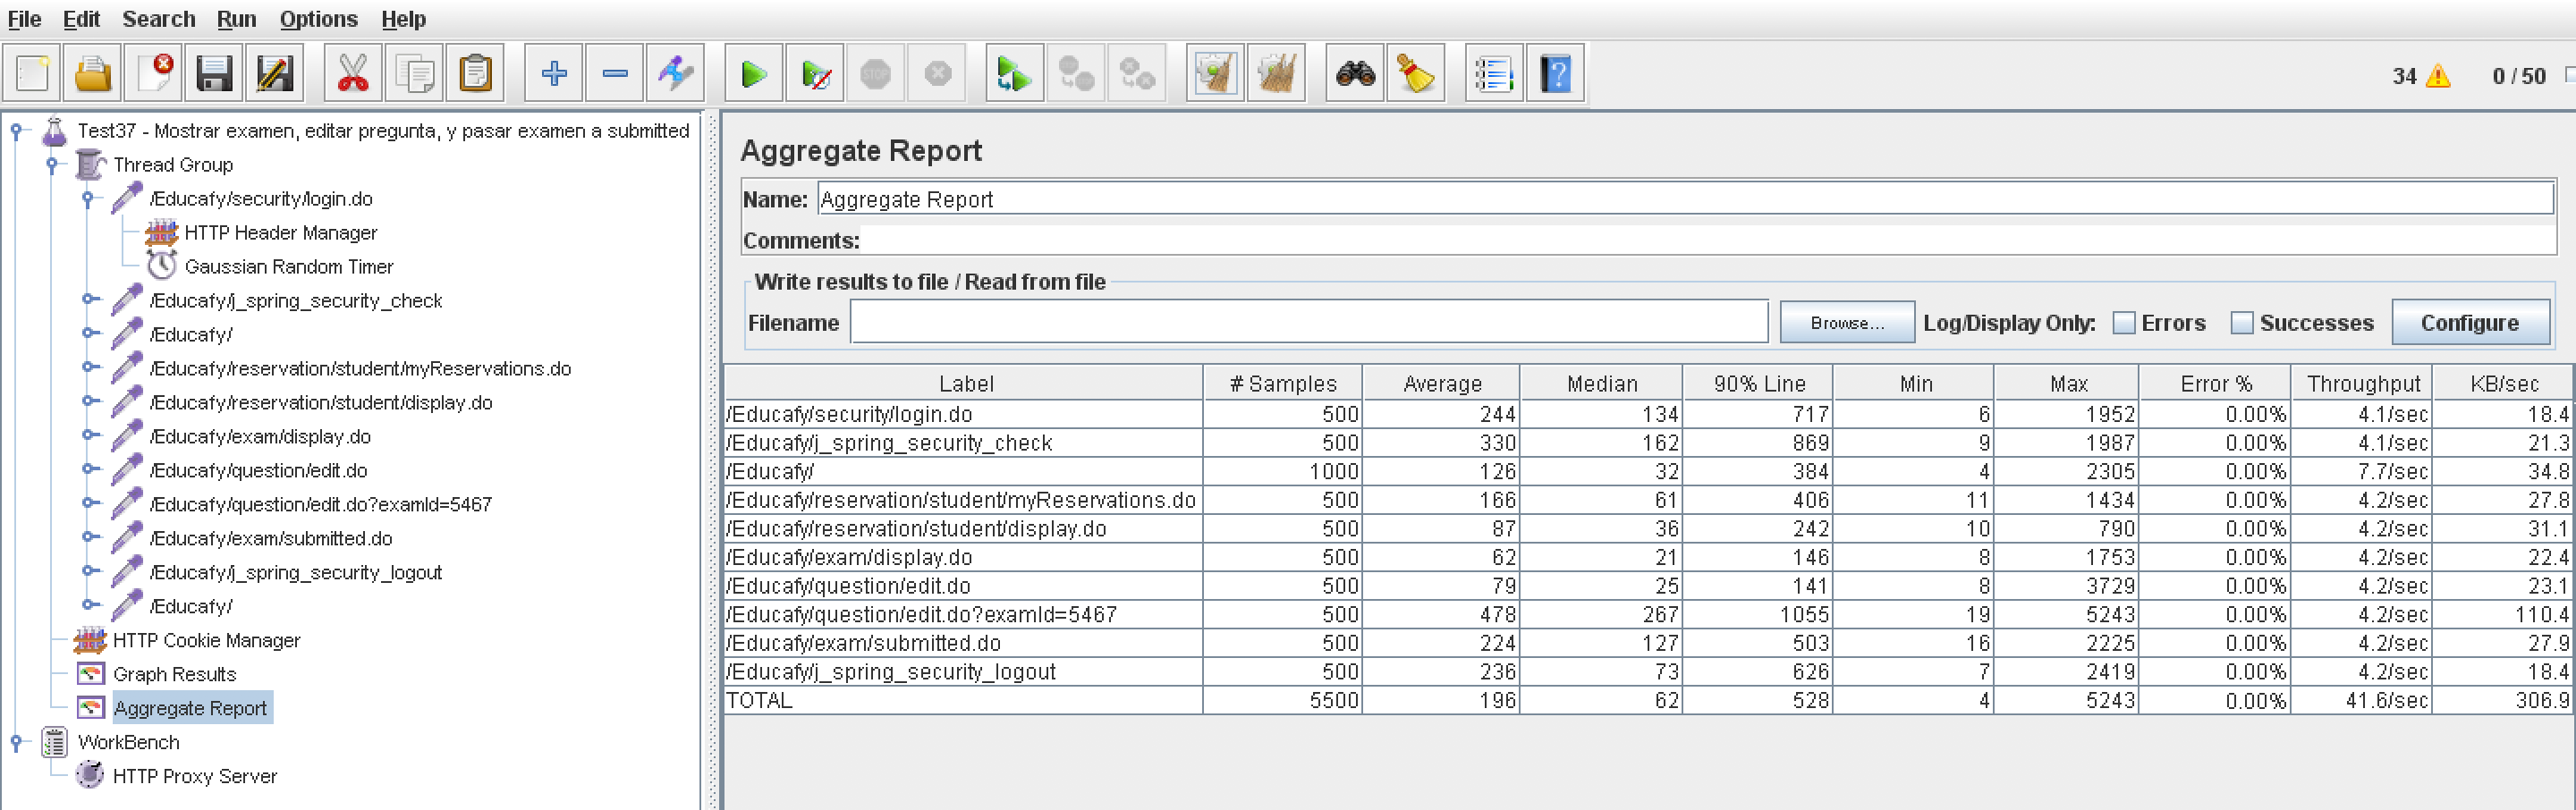 File Edit Search Run Options Help
STOP
34 0 / 50
Test37 - Mostrar examen, editar pregunta, y pasar examen a submitted
Thread Group
/Educafy/security/login.do
HTTP Header Manager
Gaussian Random Timer
/Educafy/j_spring_security_check
/Educafy/
/Educafy/reservation/student/myReservations.do
/Educafy/reservation/student/display.do
/Educafy/exam/display.do
/Educafy/question/edit.do
/Educafy/question/edit.do?examId=5467
/Educafy/exam/submitted.do
/Educafy/j_spring_security_logout
/Educafy/
HTTP Cookie Manager
Graph Results
Aggregate Report
WorkBench
HTTP Proxy Server
Aggregate Report
Name: Aggregate Report
Comments:
Write results to file / Read from file
Filename Browse... Log/Display Only: Errors Successes Configure
Label # Samples Average Median 90% Line Min Max Error % Throughput KB/sec
/Educafy/security/login.do 500 244 134 717 6 1952 0.00% 4.1/sec 18.4
/Educafy/j_spring_security_check 500 330 162 869 9 1987 0.00% 4.1/sec 21.3
/Educafy/ 1000 126 32 384 4 2305 0.00% 7.7/sec 34.8
/Educafy/reservation/student/myReservations.do 500 166 61 406 11 1434 0.00% 4.2/sec 27.8
/Educafy/reservation/student/display.do 500 87 36 242 10 790 0.00% 4.2/sec 31.1
/Educafy/exam/display.do 500 62 21 146 8 1753 0.00% 4.2/sec 22.4
/Educafy/question/edit.do 500 79 25 141 8 3729 0.00% 4.2/sec 23.1
/Educafy/question/edit.do?examId=5467 500 478 267 1055 19 5243 0.00% 4.2/sec 110.4
/Educafy/exam/submitted.do 500 224 127 503 16 2225 0.00% 4.2/sec 27.9
/Educafy/j_spring_security_logout 500 236 73 626 7 2419 0.00% 4.2/sec 18.4
TOTAL 5500 196 62 528 4 5243 0.00% 41.6/sec 306.9